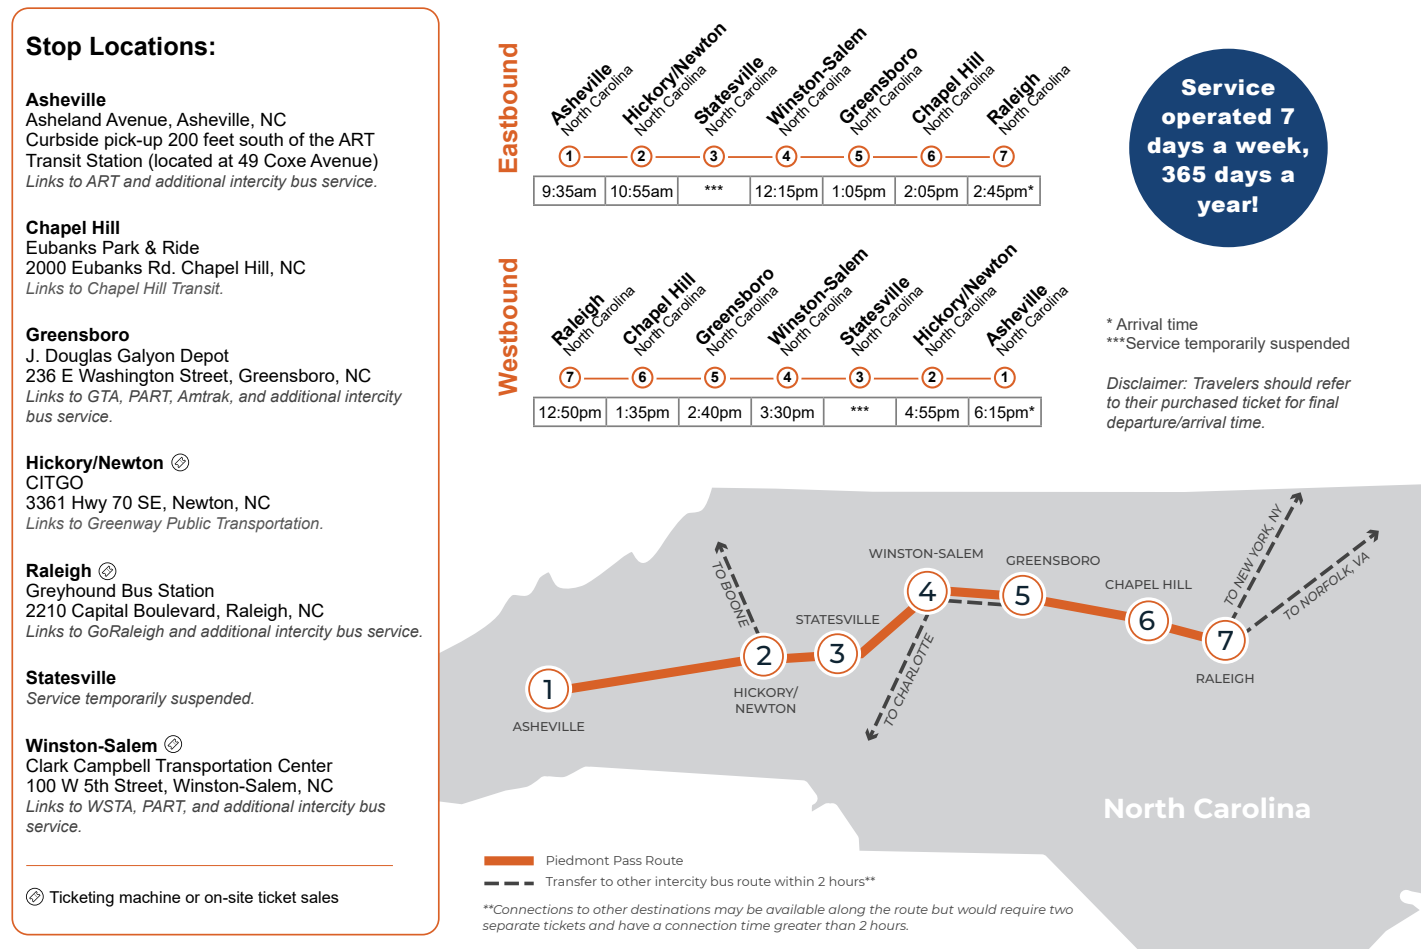 Stop Locations:
Asheville
Asheland Avenue, Asheville, NC
Curbside pick-up 200 feet south of the ART
Transit Station (located at 49 Coxe Avenue)
Links to ART and additional intercity bus service.
Chapel Hill
Eubanks Park & Ride
2000 Eubanks Rd. Chapel Hill, NC
Links to Chapel Hill Transit.
Greensboro
J. Douglas Galyon Depot
236 E Washington Street, Greensboro, NC
Links to GTA, PART, Amtrak, and additional intercity
bus service.
Hickory/Newton
CITGO
3361 Hwy 70 SE, Newton, NC
Links to Greenway Public Transportation.
Raleigh
Greyhound Bus Station
2210 Capital Boulevard, Raleigh, NC
Links to GoRaleigh and additional intercity bus service.
Statesville
Service temporarily suspended.
Winston-Salem
Clark Campbell Transportation Center
100 W 5th Street, Winston-Salem, NC
Links to WSTA, PART, and additional intercity bus
service.
Ticketing machine or on-site ticket sales
Eastbound
Asheville
North Carolina
Hickory/Newton
North Carolina
Statesville
North Carolina
Winston-Salem
North Carolina
Greensboro
North Carolina
Chapel Hill
North Carolina
Raleigh
North Carolina
1 2 3 4 5 6 7
9:35am 10:55am *** 12:15pm 1:05pm 2:05pm 2:45pm*
Westbound
Raleigh
North Carolina
Chapel Hill
North Carolina
Greensboro
North Carolina
Winston-Salem
North Carolina
Statesville
North Carolina
Hickory/Newton
North Carolina
Asheville
North Carolina
7 6 5 4 3 2 1
12:50pm 1:35pm 2:40pm 3:30pm *** 4:55pm 6:15pm*
Service
operated 7
days a week,
365 days a
year!
* Arrival time
***Service temporarily suspended
Disclaimer: Travelers should refer
to their purchased ticket for final
departure/arrival time.
1
ASHEVILLE
TO BOONE
2
HICKORY/
NEWTON
STATESVILLE
3
WINSTON-SALEM
4
TO CHARLOTTE
GREENSBORO
5
CHAPEL HILL
6
TO NEW YORK, NY
TO NORFOLK, VA
7
RALEIGH
North Carolina
Piedmont Pass Route
Transfer to other intercity bus route within 2 hours**
**Connections to other destinations may be available along the route but would require two
separate tickets and have a connection time greater than 2 hours.